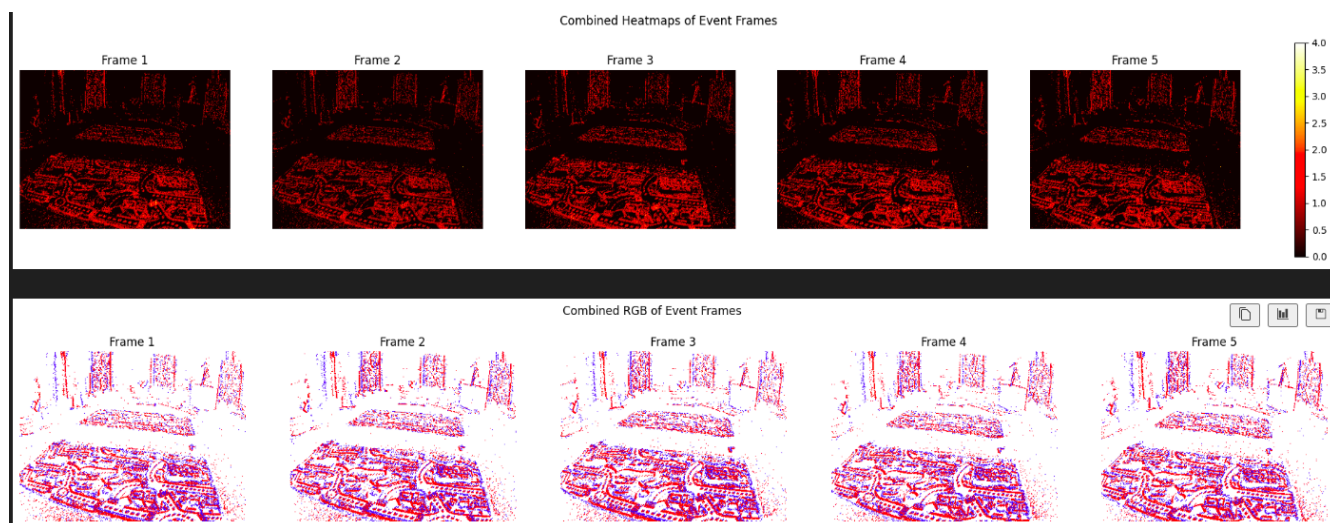 Combined Heatmaps of Event Frames
Frame 1 Frame 2 Frame 3 Frame 4 Frame 5
4.0
3.5
3.0
2.5
2.0
1.5
1.0
0.5
0.0
Combined RGB of Event Frames
Frame 1 Frame 2 Frame 3 Frame 4 Frame 5